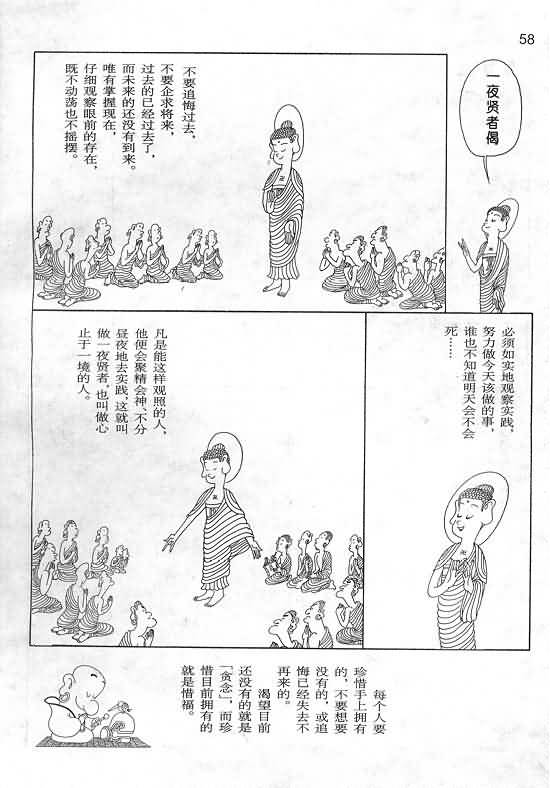 58
一夜贤者偈
不要追悔过去，
不要企求将来，
过去的已经过去了，
而未来的还没有到来。
唯有掌握现在，
仔细观察眼前的存在，
既不动荡也不摇摆。
必须如实地观察实践，
努力做今天该做的事，
谁也不知道明天会不会
死……
凡是能这样观照的人，
他便会聚精会神、不分
昼夜地去实践，这就叫
做一夜贤者，也叫做心
止于一境的人。
每个人要
珍惜手上拥有
的，不要想要
没有的，或追
悔已经失去不
再来的。
渴望目前
还没有的就是
「贪念」，而珍
惜目前拥有的
就是惜福。